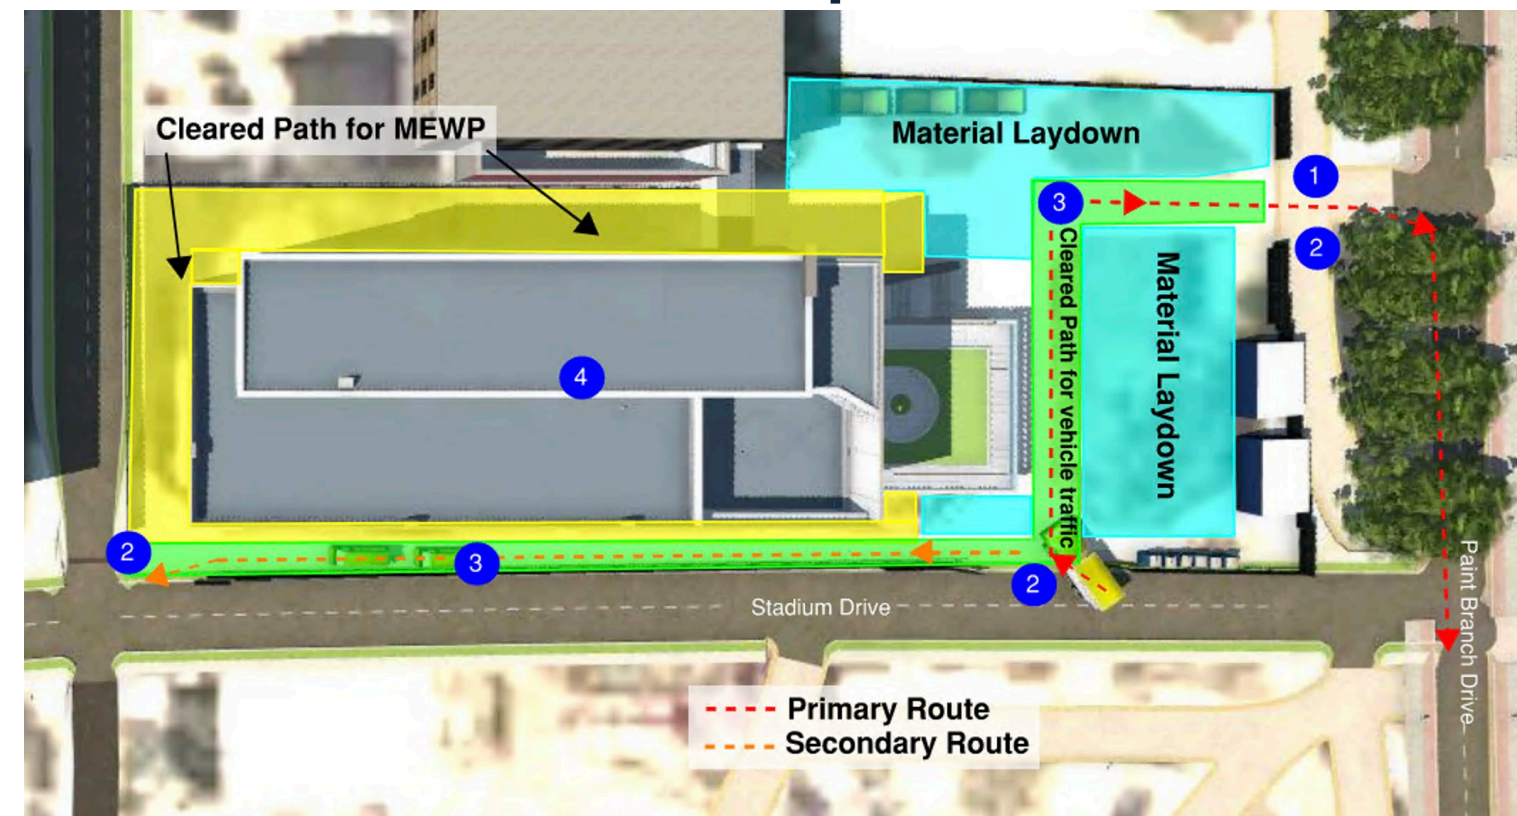 Cleared Path for MEWP
Material Laydown
1
3
2
Cleared Path for vehicle traffic
Material Laydown
4
2
3
2
Stadium Drive
Paint Branch Drive
Primary Route
Secondary Route